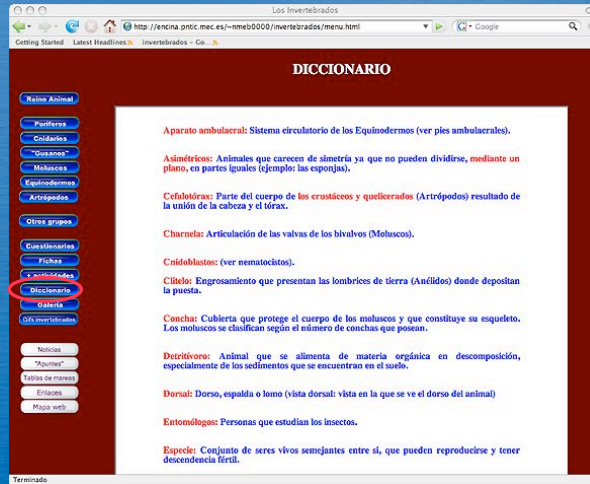 Los Invertebrados
http://encina.pntic.mec.es/~nmeb0000/invertebrados/menu.html
Google
Getting Started Latest Headlines invertebrados - Go...
DICCIONARIO
Reino Animal
Poríferos
Cnidarios
"Gusanos"
Moluscos
Equinodermos
Artrópodos
Otros grupos
Cuestionarios
Fichas
+ actividades
Diccionario
Galería
Gifs invertebrados
Noticias
"Apuntes"
Tablas de mareas
Enlaces
Mapa web
Aparato ambulacral: Sistema circulatorio de los Equinodermos (ver pies ambulacrales).
Asimétricos: Animales que carecen de simetría ya que no pueden dividirse, mediante un
plano, en partes iguales (ejemplo: las esponjas).
Cefalotórax: Parte del cuerpo de los crustáceos y quelicerados (Artrópodos) resultado de
la unión de la cabeza y el tórax.
Charnela: Articulación de las valvas de los bivalvos (Moluscos).
Cnidoblastos: (ver nematocistos).
Clitelo: Engrosamiento que presentan las lombrices de tierra (Anélidos) donde depositan
la puesta.
Concha: Cubierta que protege el cuerpo de los moluscos y que constituye su esqueleto.
Los moluscos se clasifican según el número de conchas que posean.
Detritívoro: Animal que se alimenta de materia orgánica en descomposición,
especialmente de los sedimentos que se encuentran en el suelo.
Dorsal: Dorso, espalda o lomo (vista dorsal: vista en la que se ve el dorso del animal)
Entomólogos: Personas que estudian los insectos.
Especie: Conjunto de seres vivos semejantes entre si, que pueden reproducirse y tener
descendencia fértil.
Terminado